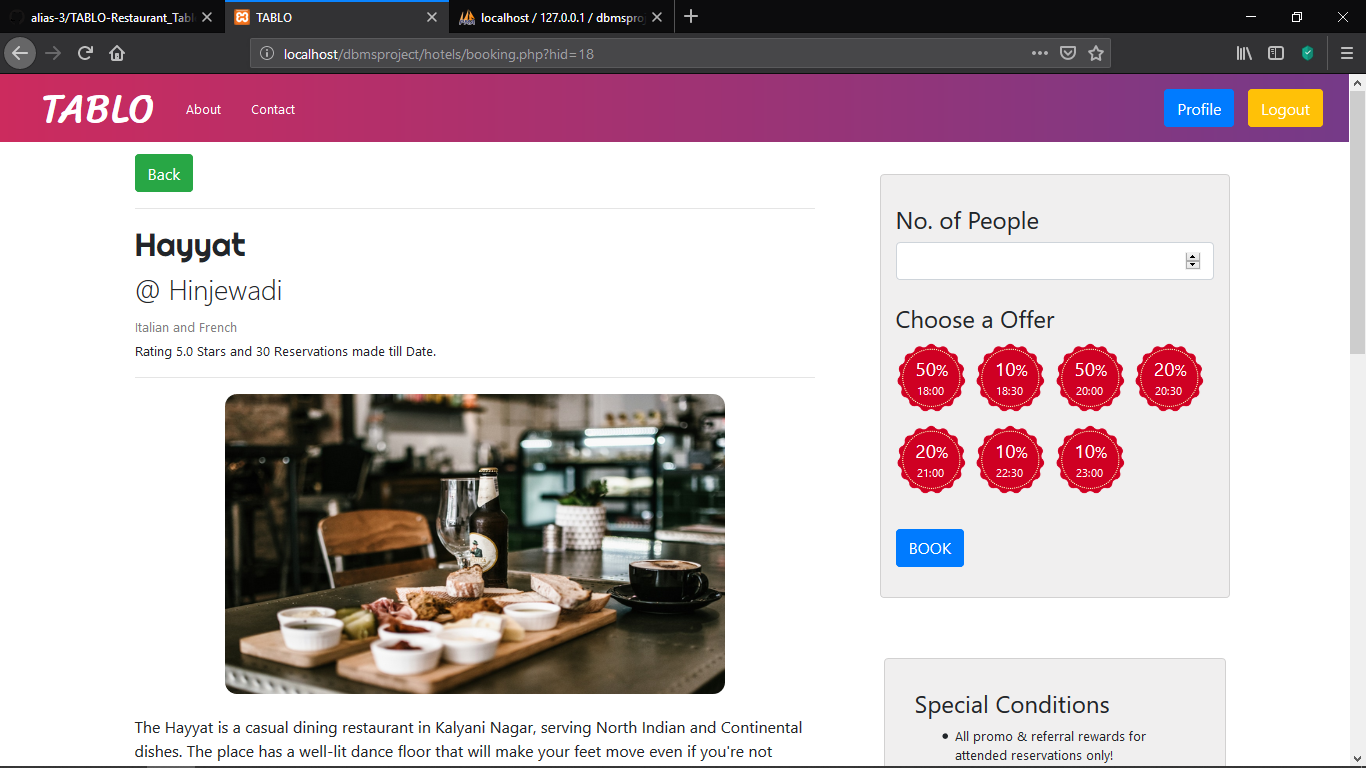 alias-3/TABLO-Restaurant_Tabl
TABLO
localhost / 127.0.0.1 / dbmsproj
localhost/dbmsproject/hotels/booking.php?hid=18
TABLO
About
Contact
Profile
Logout
Back
Hayyat
@ Hinjewadi
Italian and French
Rating 5.0 Stars and 30 Reservations made till Date.
The Hayyat is a casual dining restaurant in Kalyani Nagar, serving North Indian and Continental
dishes. The place has a well-lit dance floor that will make your feet move even if you're not
No. of People
Choose a Offer
50%
18:00
10%
18:30
50%
20:00
20%
20:30
20%
21:00
10%
22:30
10%
23:00
BOOK
Special Conditions
All promo & referral rewards for
attended reservations only!